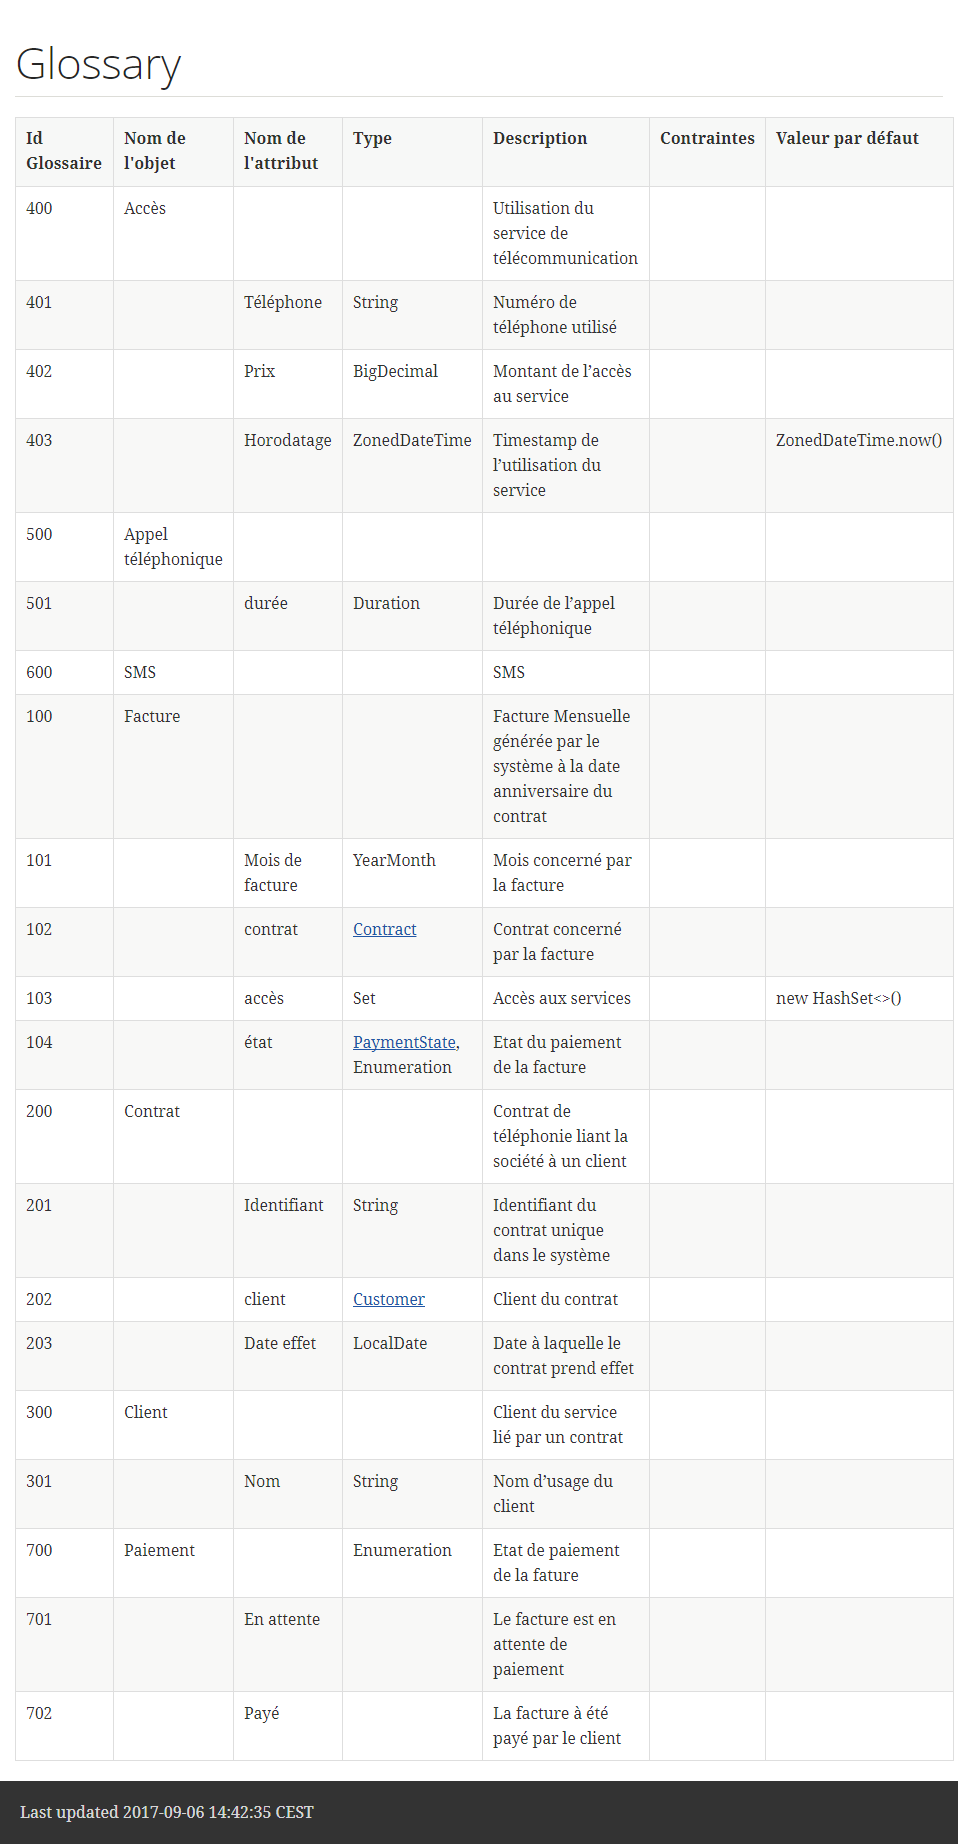 Glossary
Id Glossaire Nom de l'objet Nom de l'attribut Type Description Contraintes Valeur par défaut
400 Accès Utilisation du service de télécommunication
401 Téléphone String Numéro de téléphone utilisé
402 Prix BigDecimal Montant de l’accès au service
403 Horodatage ZonedDateTime Timestamp de l’utilisation du service ZonedDateTime.now()
500 Appel téléphonique
501 durée Duration Durée de l’appel téléphonique
600 SMS SMS
100 Facture Facture Mensuelle générée par le système à la date anniversaire du contrat
101 Mois de facture YearMonth Mois concerné par la facture
102 contrat Contract Contrat concerné par la facture
103 accès Set Accès aux services new HashSet<>()
104 état PaymentState, Enumeration Etat du paiement de la facture
200 Contrat Contrat de téléphonie liant la société à un client
201 Identifiant String Identifiant du contrat unique dans le système
202 client Customer Client du contrat
203 Date effet LocalDate Date à laquelle le contrat prend effet
300 Client Client du service lié par un contrat
301 Nom String Nom d’usage du client
700 Paiement Enumeration Etat de paiement de la fature
701 En attente Le facture est en attente de paiement
702 Payé La facture à été payé par le client
Last updated 2017-09-06 14:42:35 CEST